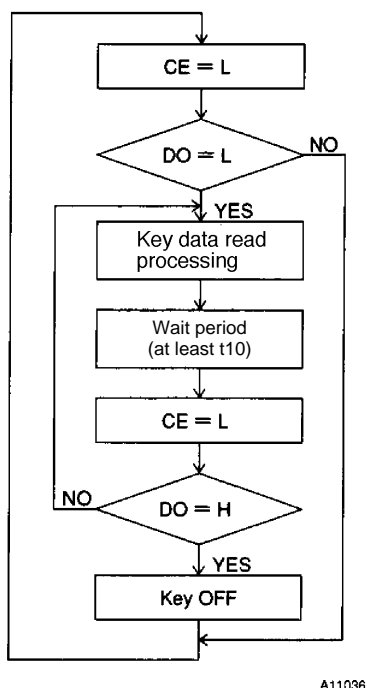 CE = L
DO = L
NO
YES
Key data read
processing
Wait period
(at least t10)
CE = L
NO
DO = H
YES
Key OFF
A11036